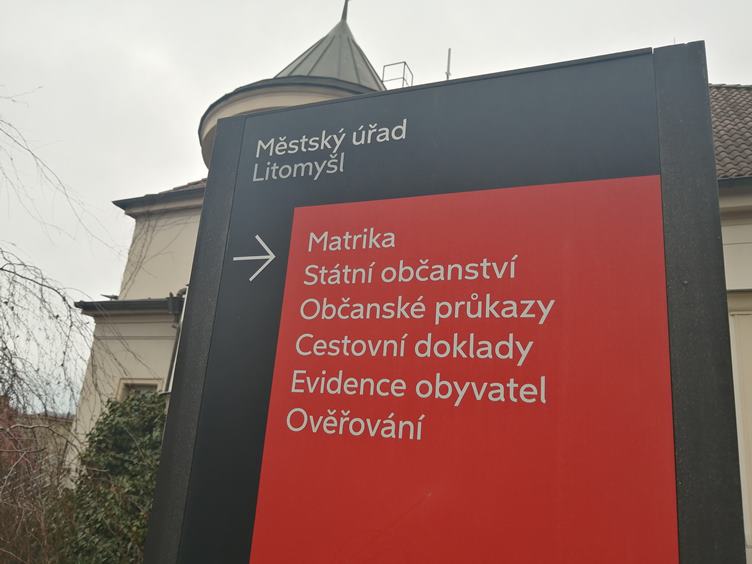 Městský úřad
Litomyšl
Matrika
Státní občanství
Občanské průkazy
Cestovní doklady
Evidence obyvatel
Ověřování